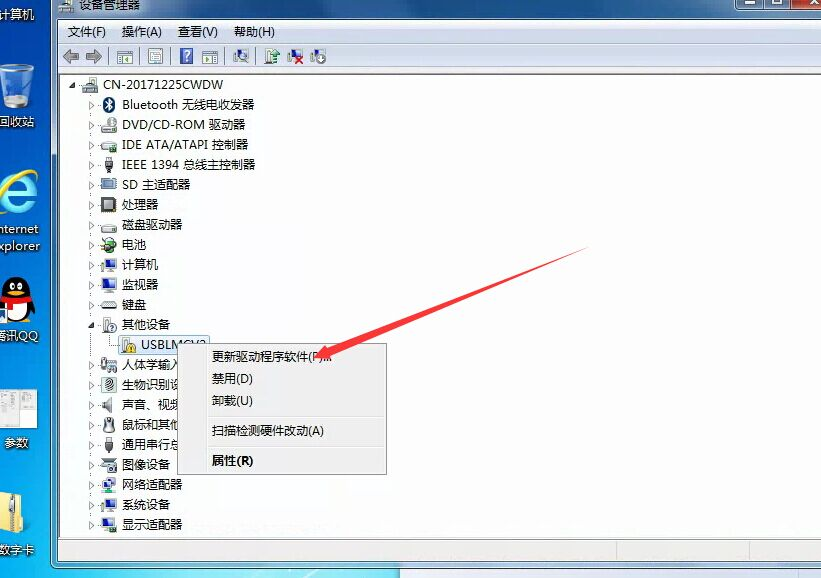 设备管理器
文件(F) 操作(A) 查看(V) 帮助(H)
CN-20171225CWDW
Bluetooth 无线电收发器
DVD/CD-ROM 驱动器
IDE ATA/ATAPI 控制器
IEEE 1394 总线主控制器
SD 主适配器
处理器
磁盘驱动器
电池
计算机
监视器
键盘
其他设备
更新驱动程序软件(P)...
禁用(D)
卸载(U)
扫描检测硬件改动(A)
属性(R)
人体学输入
生物识别设
声音、视频
鼠标和其他
通用串行总
图像设备
网络适配器
系统设备
显示适配器
计算机
回收站
nternet
xplorer
腾讯QQ
参数
数字卡